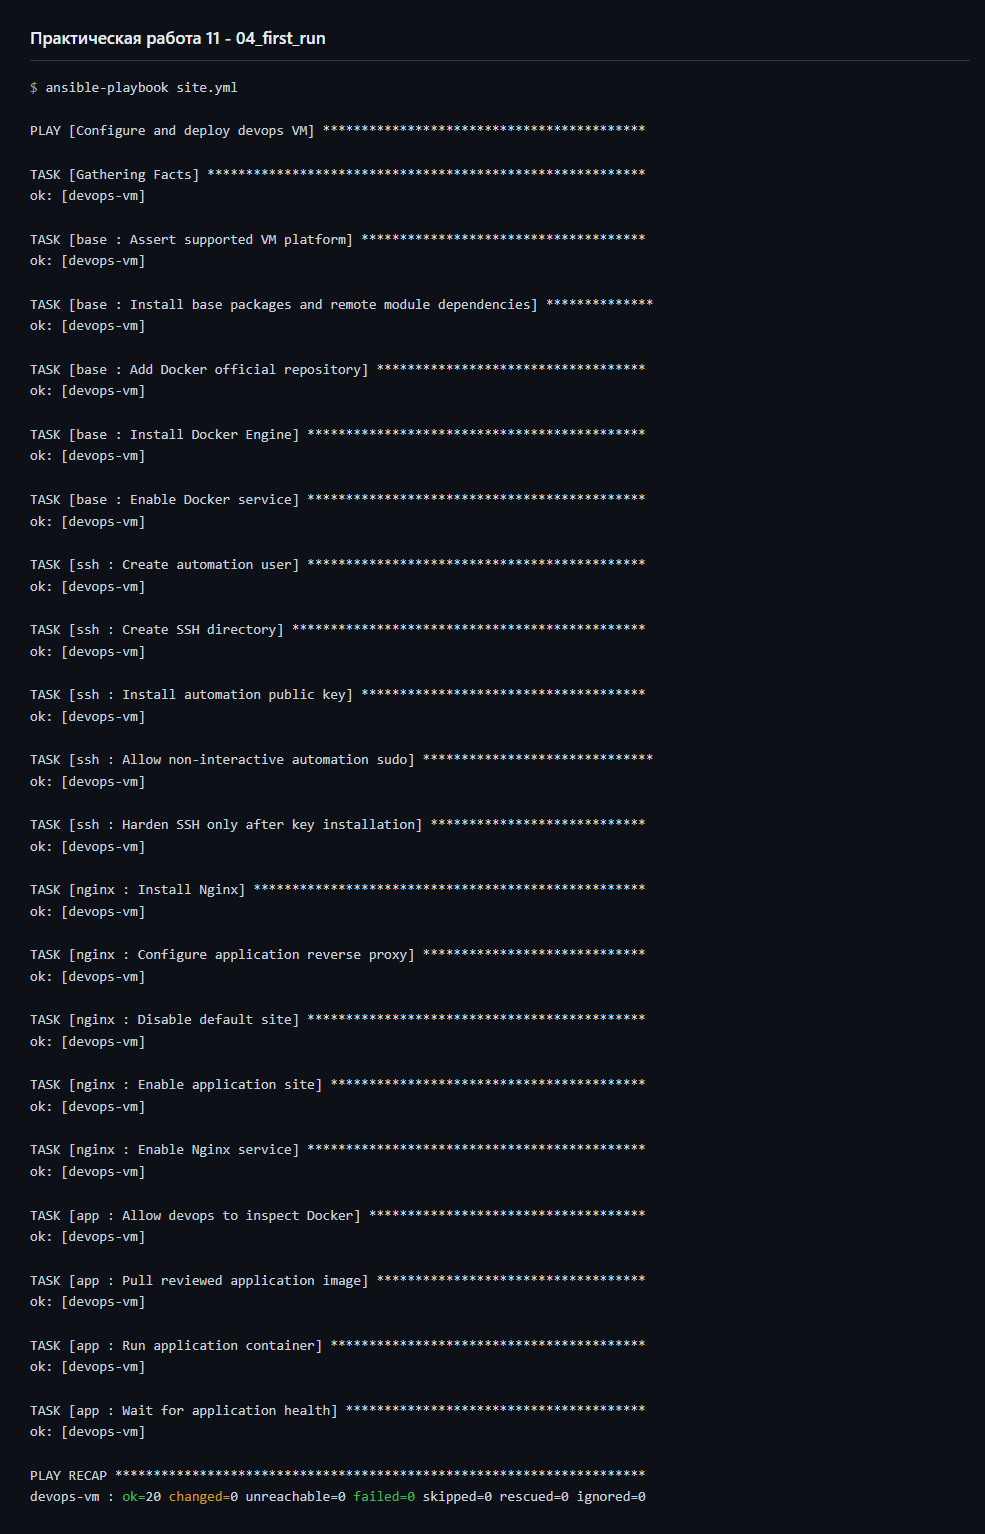 Практическая работа 11 - 04_first_run
$ ansible-playbook site.yml
PLAY [Configure and deploy devops VM] ******************************************
TASK [Gathering Facts] *********************************************************
ok: [devops-vm]
TASK [base : Assert supported VM platform] *************************************
ok: [devops-vm]
TASK [base : Install base packages and remote module dependencies] **************
ok: [devops-vm]
TASK [base : Add Docker official repository] ***********************************
ok: [devops-vm]
TASK [base : Install Docker Engine] ********************************************
ok: [devops-vm]
TASK [base : Enable Docker service] ********************************************
ok: [devops-vm]
TASK [ssh : Create automation user] ********************************************
ok: [devops-vm]
TASK [ssh : Create SSH directory] **********************************************
ok: [devops-vm]
TASK [ssh : Install automation public key] *************************************
ok: [devops-vm]
TASK [ssh : Allow non-interactive automation sudo] ******************************
ok: [devops-vm]
TASK [ssh : Harden SSH only after key installation] ****************************
ok: [devops-vm]
TASK [nginx : Install Nginx] ***************************************************
ok: [devops-vm]
TASK [nginx : Configure application reverse proxy] *****************************
ok: [devops-vm]
TASK [nginx : Disable default site] ********************************************
ok: [devops-vm]
TASK [nginx : Enable application site] *****************************************
ok: [devops-vm]
TASK [nginx : Enable Nginx service] ********************************************
ok: [devops-vm]
TASK [app : Allow devops to inspect Docker] ************************************
ok: [devops-vm]
TASK [app : Pull reviewed application image] ***********************************
ok: [devops-vm]
TASK [app : Run application container] *****************************************
ok: [devops-vm]
TASK [app : Wait for application health] ***************************************
ok: [devops-vm]
PLAY RECAP *********************************************************************
devops-vm : ok=20 changed=0 unreachable=0 failed=0 skipped=0 rescued=0 ignored=0